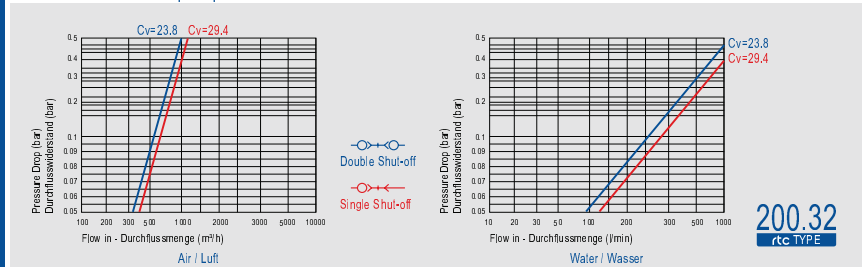 Cv=23.8 Cv=29.4
0.5
0.4
0.3
0.2
0.1
0.09
0.08
0.07
0.06
0.05
Pressure Drop (bar)
Durchflusswiderstand (bar)
100 200 300 500 1000 2000 3000 5000 10000
Flow in - Durchflussmenge (m³/h)
Air / Luft
Double Shut-off
Single Shut-off
Cv=23.8
Cv=29.4
0.5
0.4
0.3
0.2
0.1
0.09
0.08
0.07
0.06
0.05
Pressure Drop (bar)
Durchflusswiderstand (bar)
10 20 30 50 100 200 300 500 1000
Flow in - Durchflussmenge (l/min)
Water / Wasser
200.32
rtc TYPE